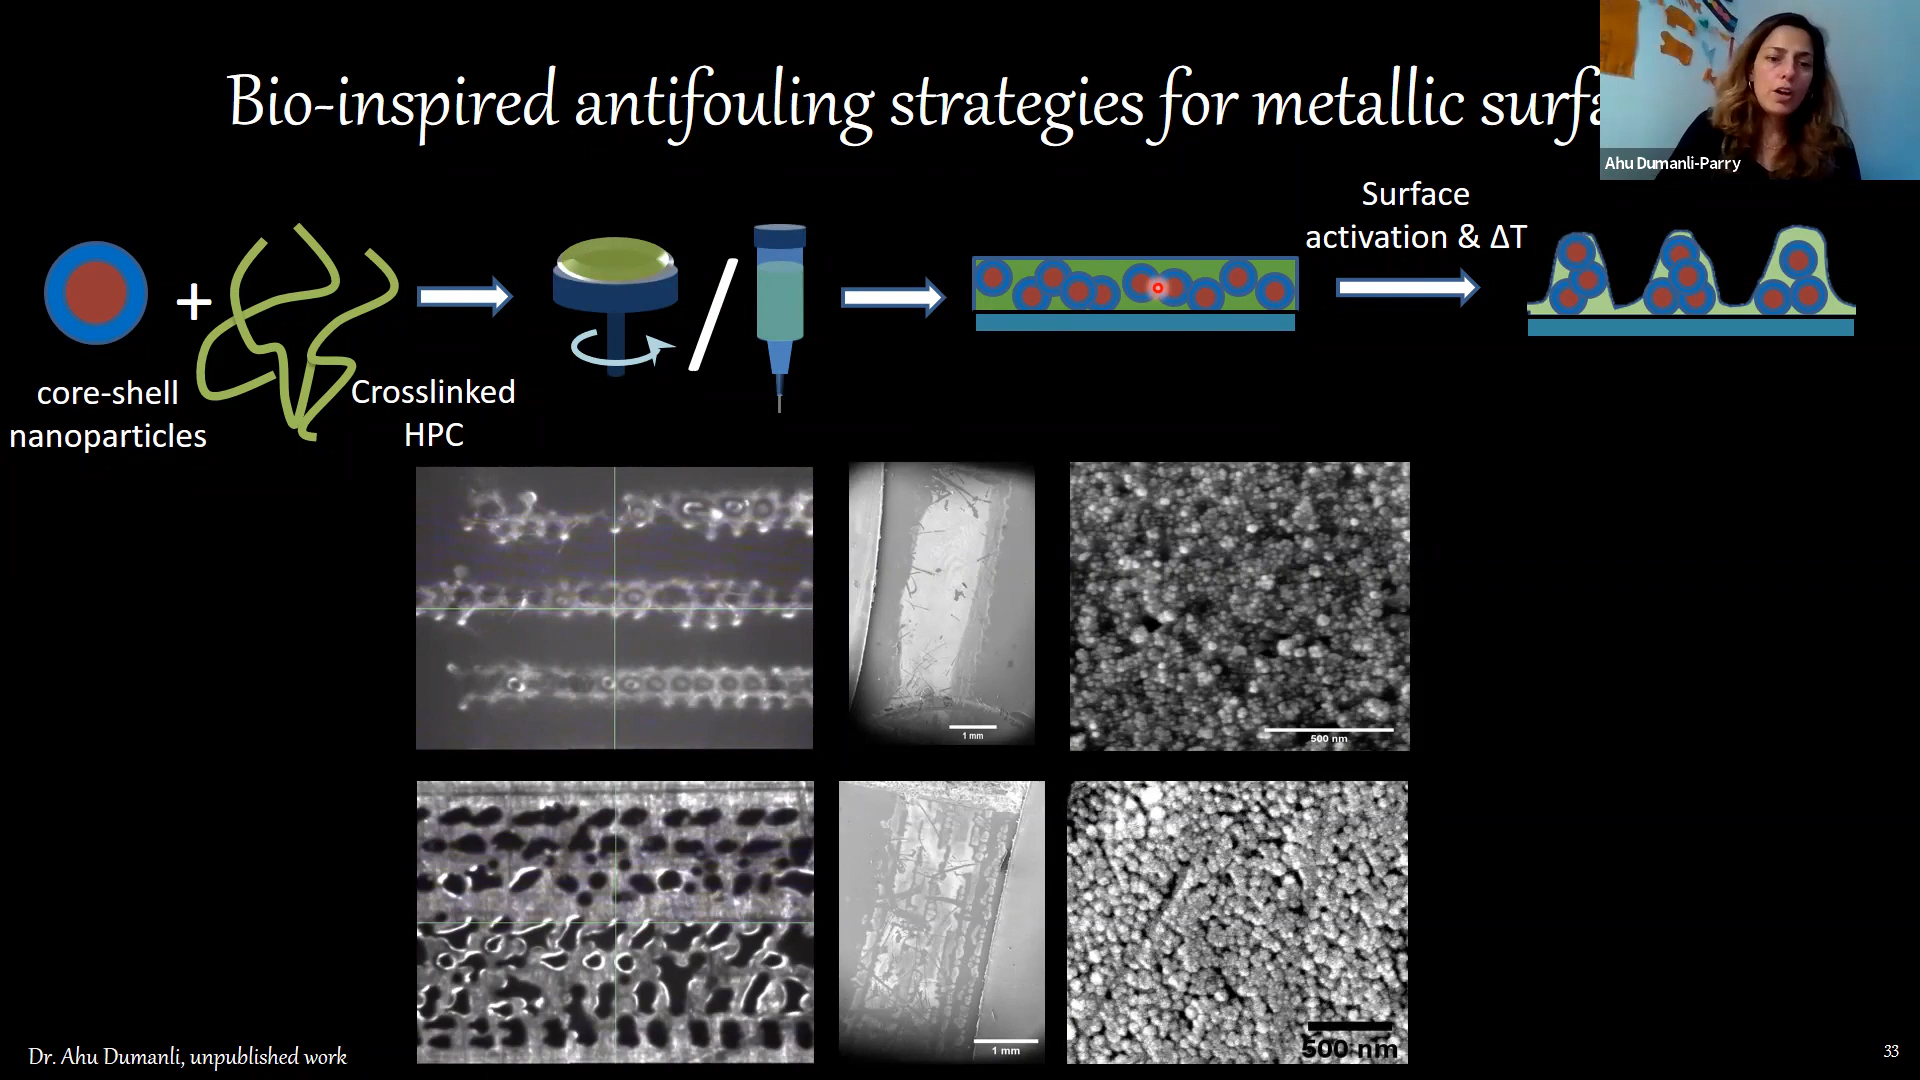 Bio-inspired antifouling strategies for metallic surfa
Ahu Dumanli-Parry
Surface
activation & ΔT
+
core-shell
nanoparticles
Crosslinked
HPC
/
1 mm
500 nm
1 mm
500 nm
Dr. Ahu Dumanli, unpublished work
33